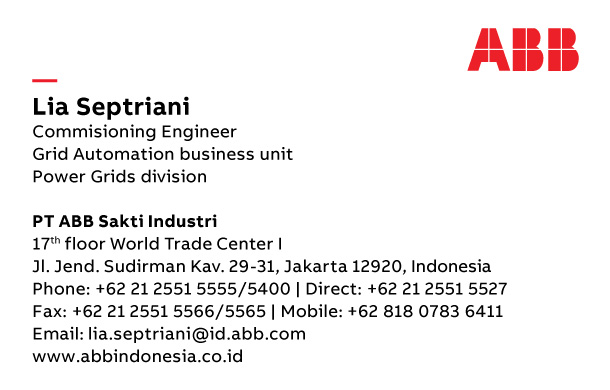 ABB
Lia Septriani
Commisioning Engineer
Grid Automation business unit
Power Grids division
PT ABB Sakti Industri
17th floor World Trade Center I
Jl. Jend. Sudirman Kav. 29-31, Jakarta 12920, Indonesia
Phone: +62 21 2551 5555/5400 | Direct: +62 21 2551 5527
Fax: +62 21 2551 5566/5565 | Mobile: +62 818 0783 6411
Email: lia.septriani@id.abb.com
www.abbindonesia.co.id